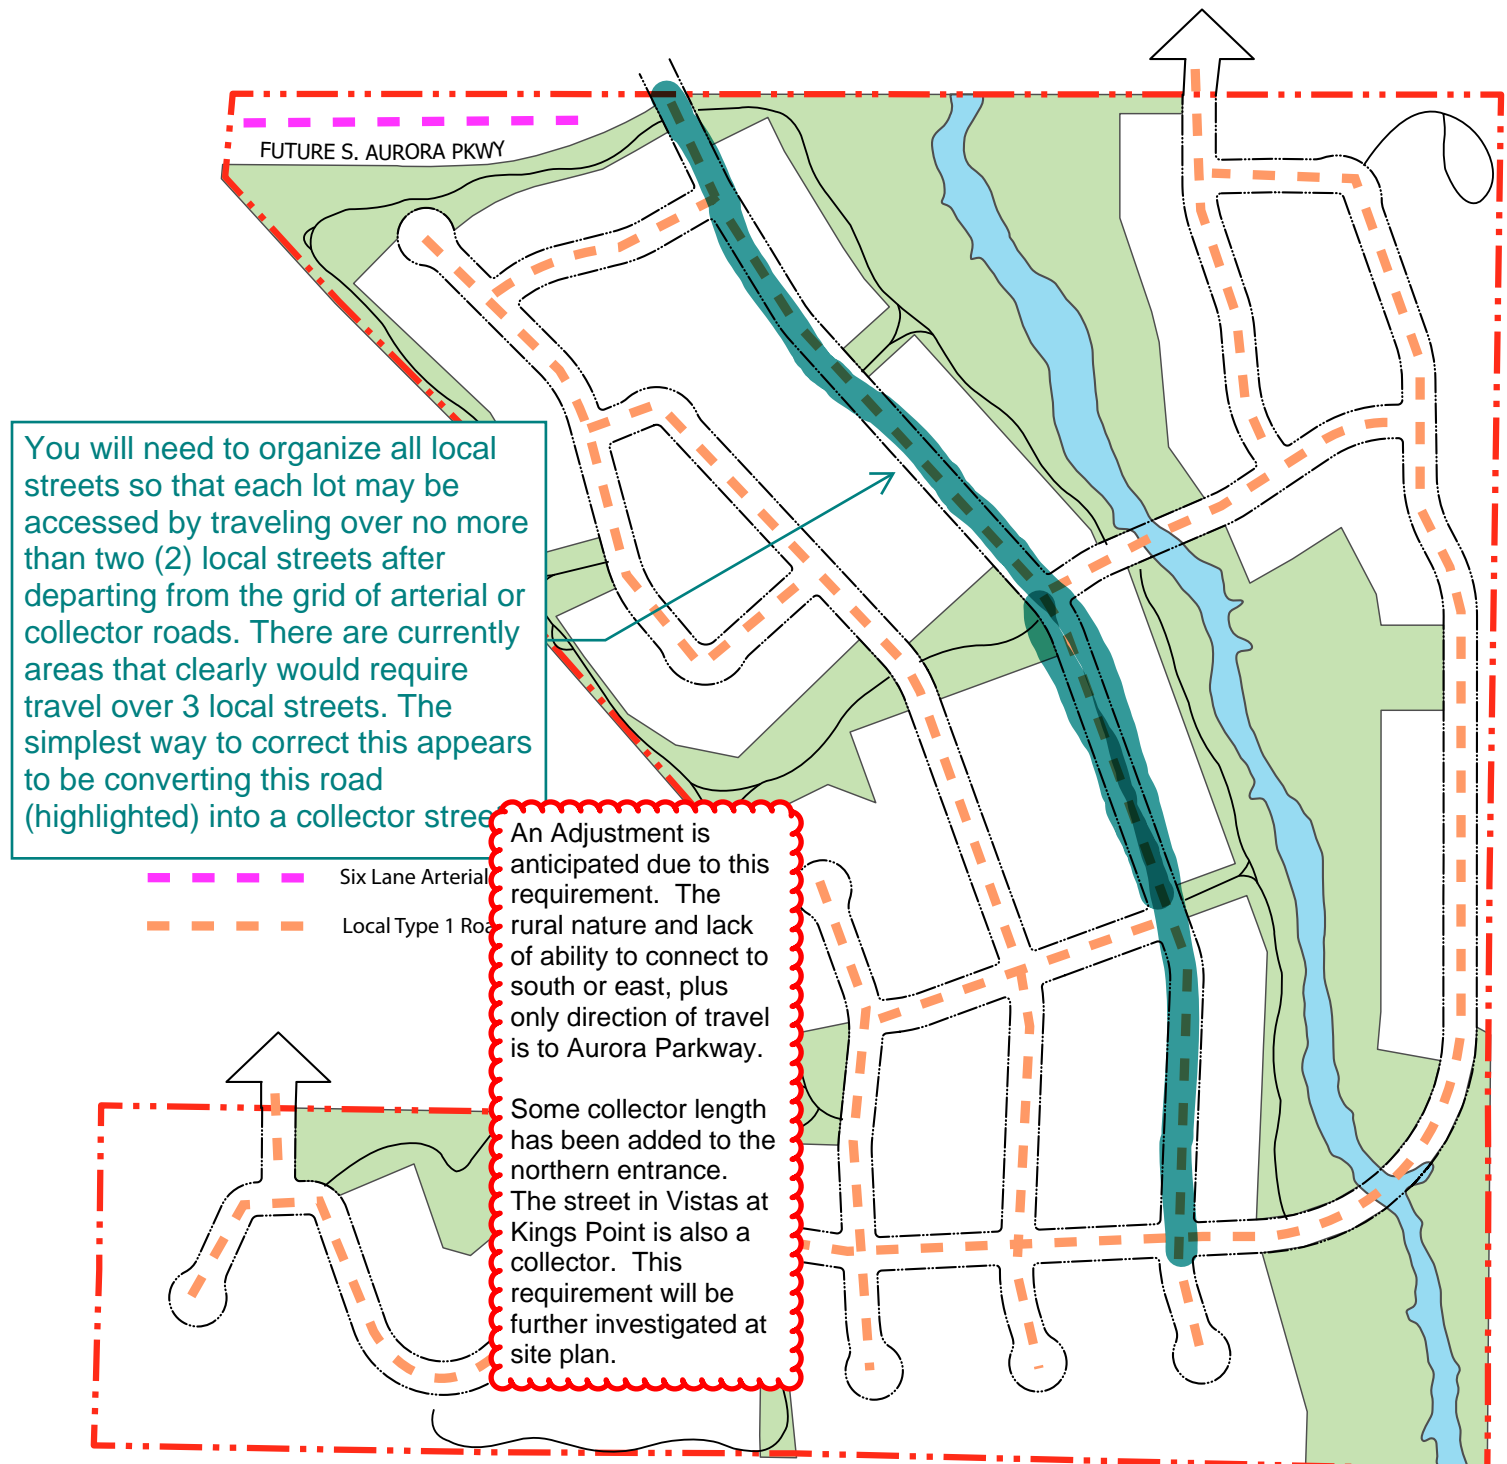 FUTURE S. AURORA PKWY
You will need to organize all local
streets so that each lot may be
accessed by traveling over no more
than two (2) local streets after
departing from the grid of arterial or
collector roads. There are currently
areas that clearly would require
travel over 3 local streets. The
simplest way to correct this appears
to be converting this road
(highlighted) into a collector stree
Six Lane Arterial
Local Type 1 Roa
An Adjustment is
anticipated due to this
requirement. The
rural nature and lack
of ability to connect to
south or east, plus
only direction of travel
is to Aurora Parkway.
Some collector length
has been added to the
northern entrance.
The street in Vistas at
Kings Point is also a
collector. This
requirement will be
further investigated at
site plan.